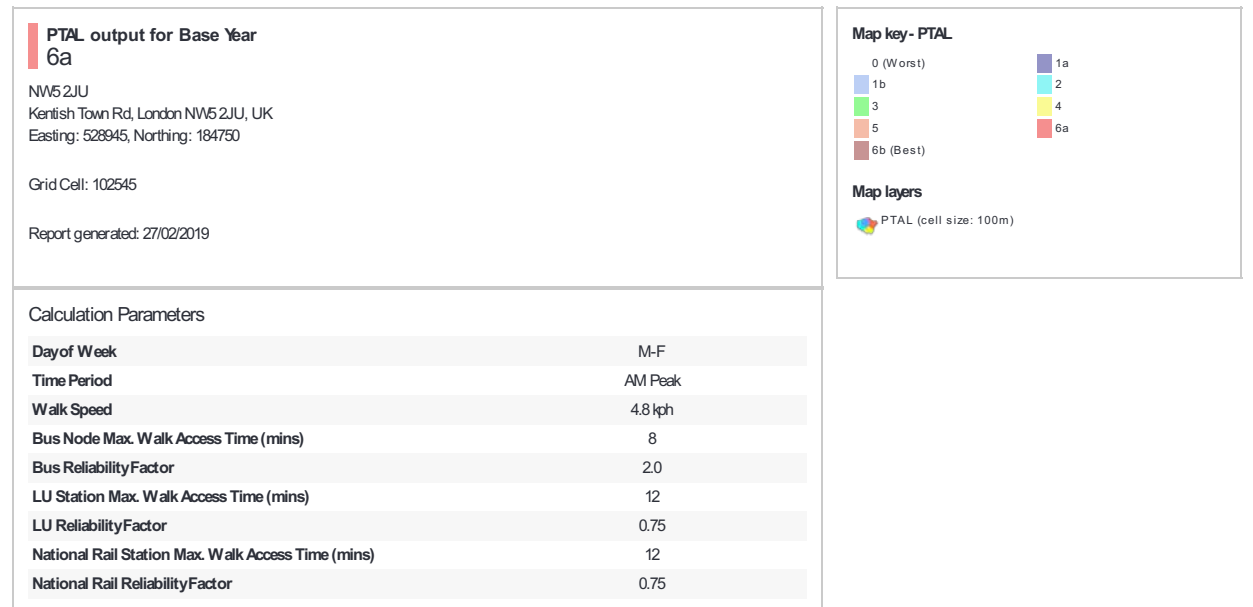 PTAL output for Base Year
6a
NW5 2JU
Kentish Town Rd, London NW5 2JU, UK
Easting: 528945, Northing: 184750
Grid Cell: 102545
Report generated: 27/02/2019
Calculation Parameters
Day of Week M-F
Time Period AM Peak
Walk Speed 4.8 kph
Bus Node Max. Walk Access Time (mins) 8
Bus Reliability Factor 2.0
LU Station Max. Walk Access Time (mins) 12
LU Reliability Factor 0.75
National Rail Station Max. Walk Access Time (mins) 12
National Rail Reliability Factor 0.75
Map key - PTAL
0 (Worst) 1a
1b 2
3 4
5 6a
6b (Best)
Map layers
PTAL (cell size: 100m)